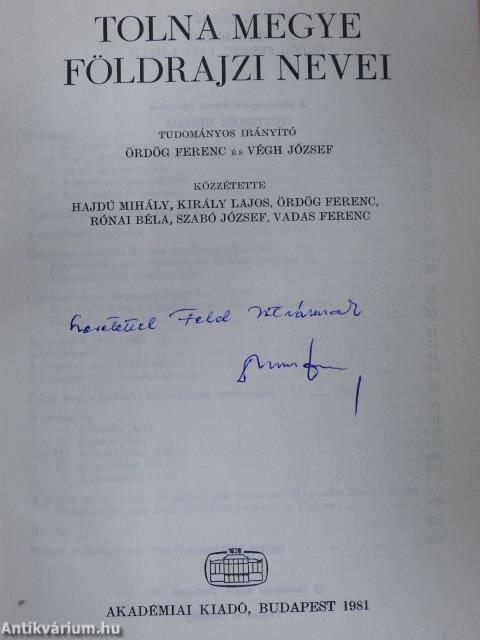 TOLNA MEGYE
FÖLDRAJZI NEVEI
TUDOMÁNYOS IRÁNYÍTÓ
ÖRDÖG FERENC ÉS VÉGH JÓZSEF
KÖZZÉTETTE
HAJDÚ MIHÁLY, KIRÁLY LAJOS, ÖRDÖG FERENC,
RÓNAI BÉLA, SZABÓ JÓZSEF, VADAS FERENC
Szeretettel Feld Istvánnak
1828
AKADÉMIAI KIADÓ, BUDAPEST 1981
Antikvárium.hu